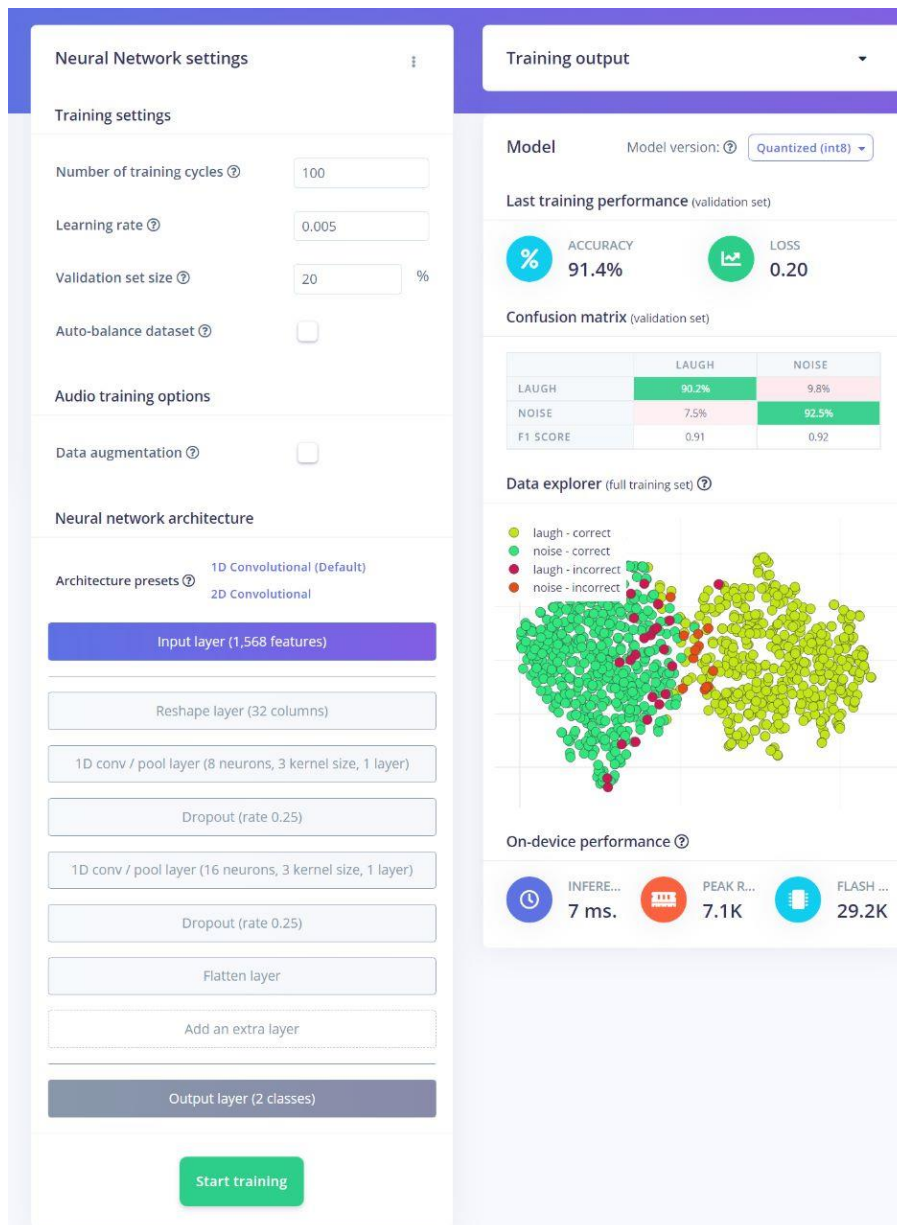 Neural Network settings
Training settings
Number of training cycles ?
100
Learning rate ?
0.005
Validation set size ?
20
%
Auto-balance dataset ?
Audio training options
Data augmentation ?
Neural network architecture
Architecture presets ?
1D Convolutional (Default)
2D Convolutional
Input layer (1,568 features)
Reshape layer (32 columns)
1D conv / pool layer (8 neurons, 3 kernel size, 1 layer)
Dropout (rate 0.25)
1D conv / pool layer (16 neurons, 3 kernel size, 1 layer)
Dropout (rate 0.25)
Flatten layer
Add an extra layer
Output layer (2 classes)
Start training
Training output
Model
Model version: ?
Quantized (int8)
Last training performance (validation set)
%
ACCURACY
91.4%
LOSS
0.20
Confusion matrix (validation set)
LAUGH NOISE
LAUGH 90.2% 9.8%
NOISE 7.5% 92.5%
F1 SCORE 0.91 0.92
Data explorer (full training set) ?
laugh - correct
noise - correct
laugh - incorrect
noise - incorrect
On-device performance ?
INFERE...
7 ms.
PEAK R...
7.1K
FLASH ...
29.2K